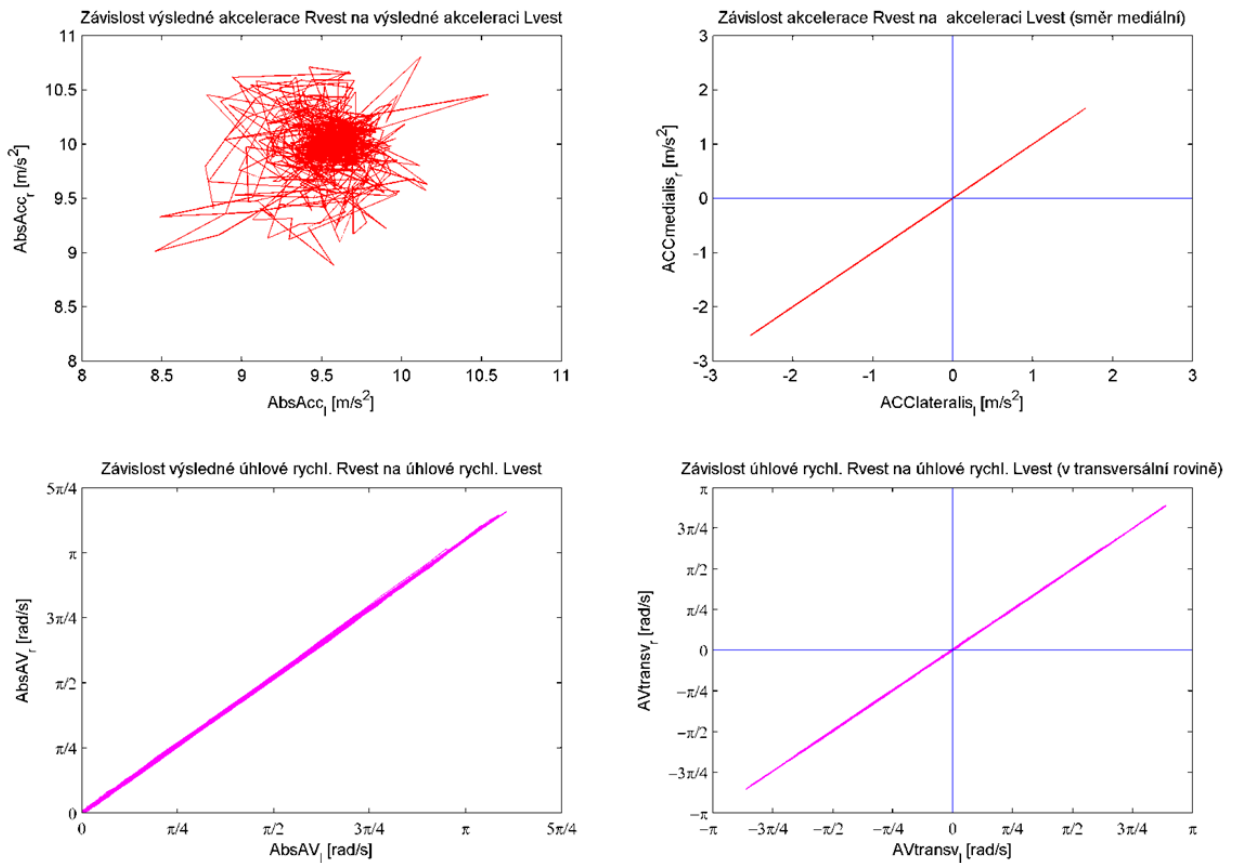 Závislost výsledné akcelerace Rvest na výsledné akceleraci Lvest
11
10.5
10
9.5
9
8.5
8
AbsAcc_r [m/s²]
8 8.5 9 9.5 10 10.5 11
AbsAcc_l [m/s²]
Závislost akcelerace Rvest na akceleraci Lvest (směr mediální)
3
2
1
0
-1
-2
-3
ACCmedialis_r [m/s²]
-3 -2 -1 0 1 2 3
ACClateralis_l [m/s²]
Závislost výsledné úhlové rychl. Rvest na úhlové rychl. Lvest
5π/4
π
3π/4
π/2
π/4
0
AbsAV_r [rad/s]
0 π/4 π/2 3π/4 π 5π/4
AbsAV_l [rad/s]
Závislost úhlové rychl. Rvest na úhlové rychl. Lvest (v transversální rovině)
π
3π/4
π/2
π/4
0
−π/4
−π/2
−3π/4
−π
AVtransv_r [rad/s]
−π −3π/4 −π/2 −π/4 0 π/4 π/2 3π/4 π
AVtransv_l [rad/s]